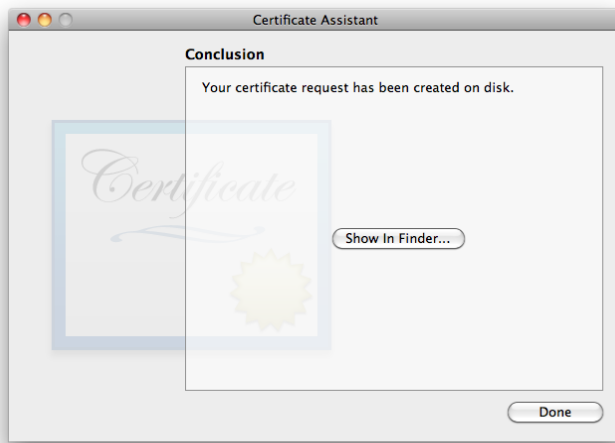 Certificate Assistant
Conclusion
Your certificate request has been created on disk.
Certificate
Show In Finder...
Done